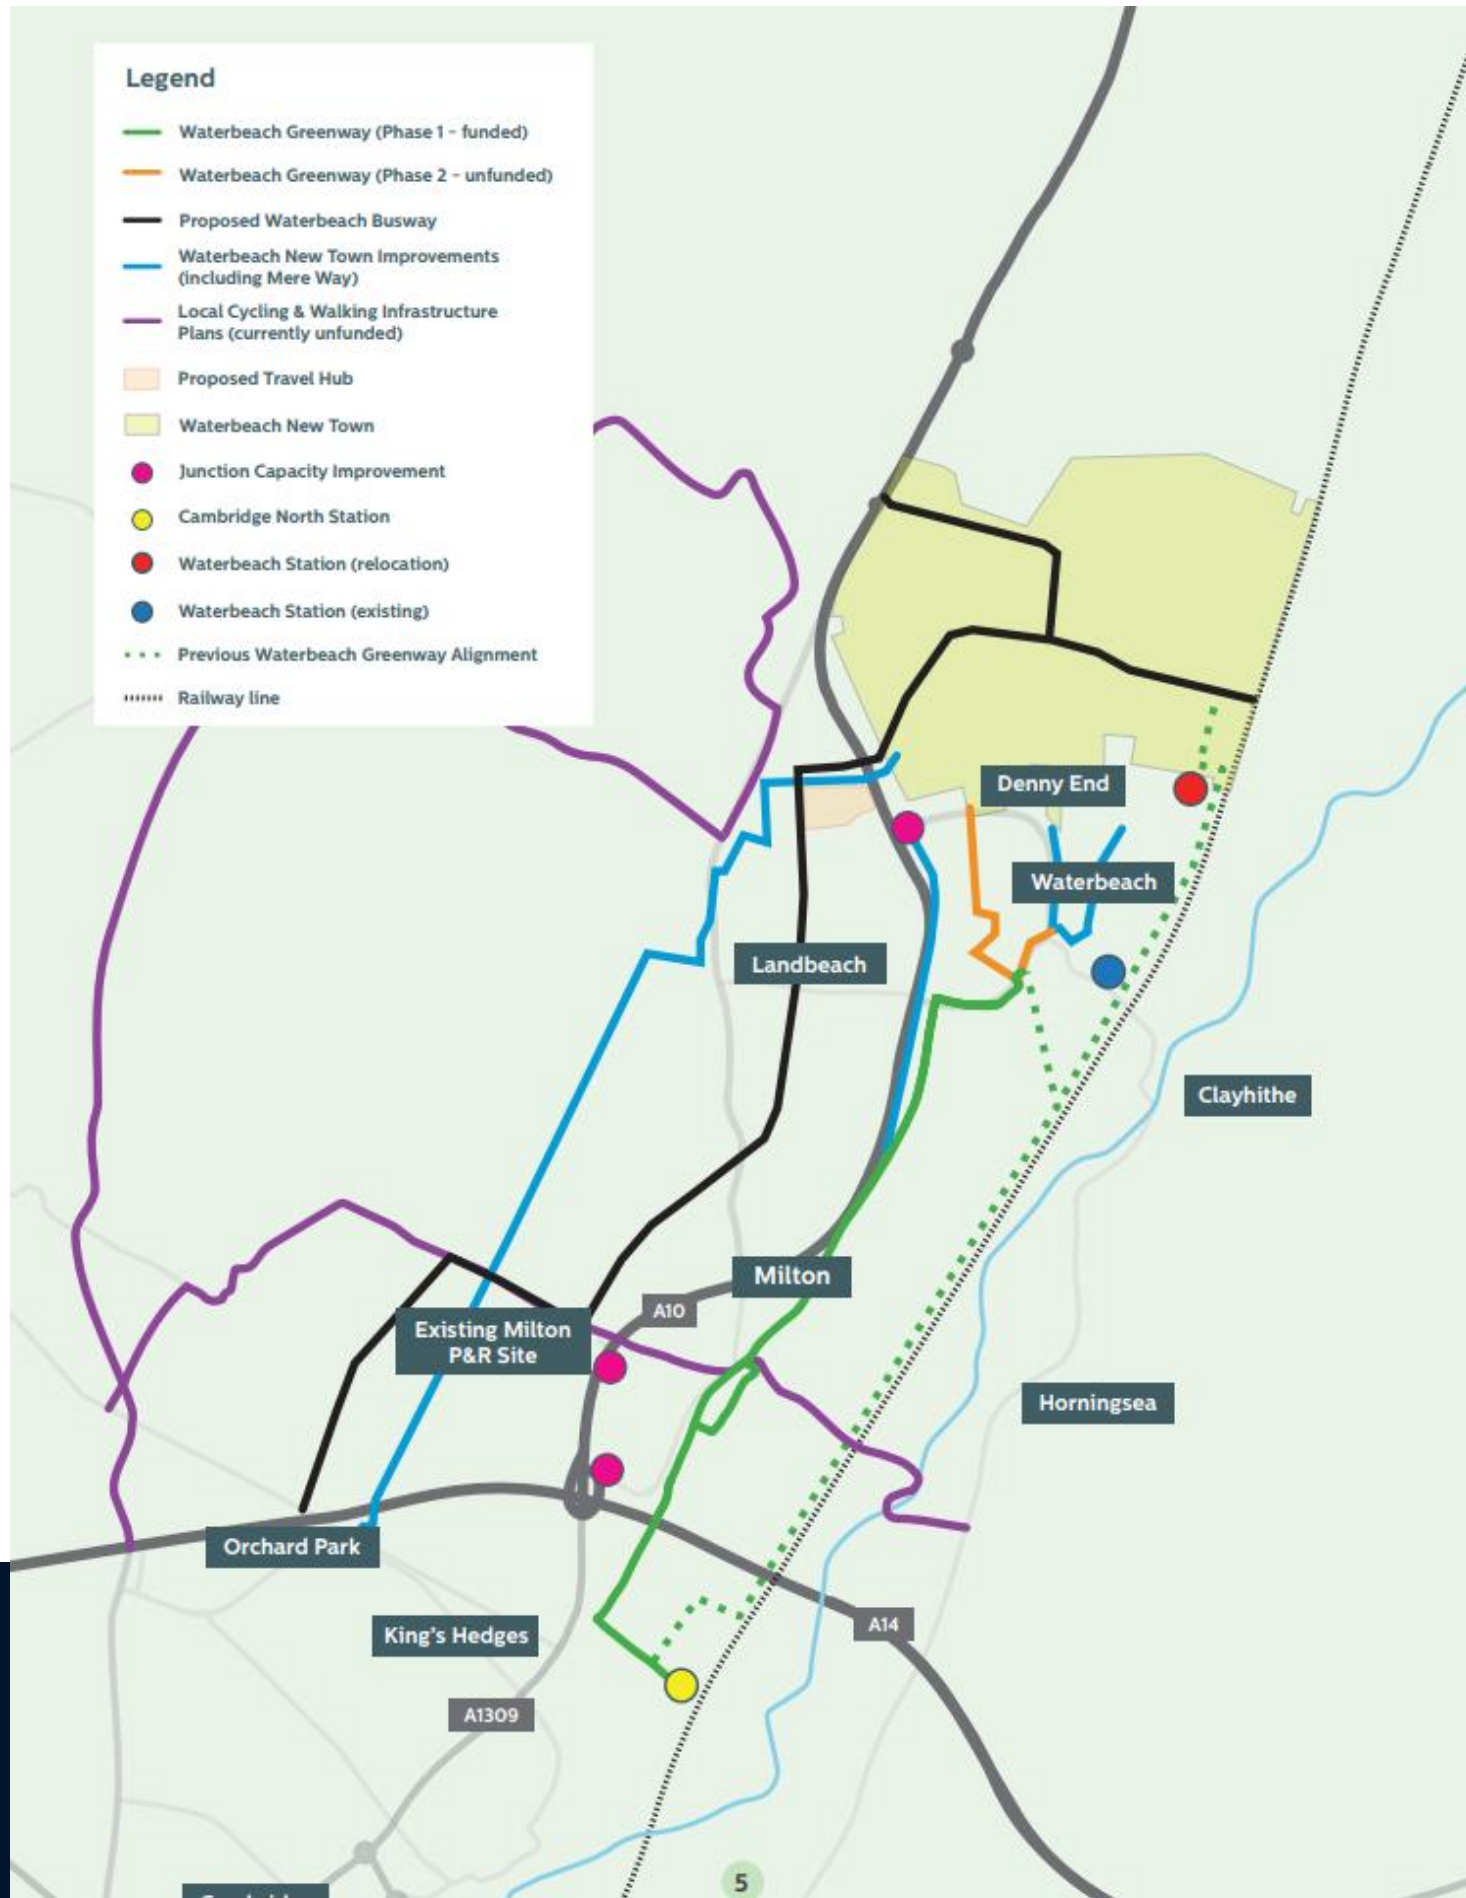 Legend
Waterbeach Greenway (Phase 1 - funded)
Waterbeach Greenway (Phase 2 - unfunded)
Proposed Waterbeach Busway
Waterbeach New Town Improvements
(including Mere Way)
Local Cycling & Walking Infrastructure
Plans (currently unfunded)
Proposed Travel Hub
Waterbeach New Town
Junction Capacity Improvement
Cambridge North Station
Waterbeach Station (relocation)
Waterbeach Station (existing)
Previous Waterbeach Greenway Alignment
Railway line
Denny End
Waterbeach
Landbeach
Clayhithe
Milton
A10
Existing Milton
P&R Site
Horningsea
Orchard Park
A14
King's Hedges
A1309
5